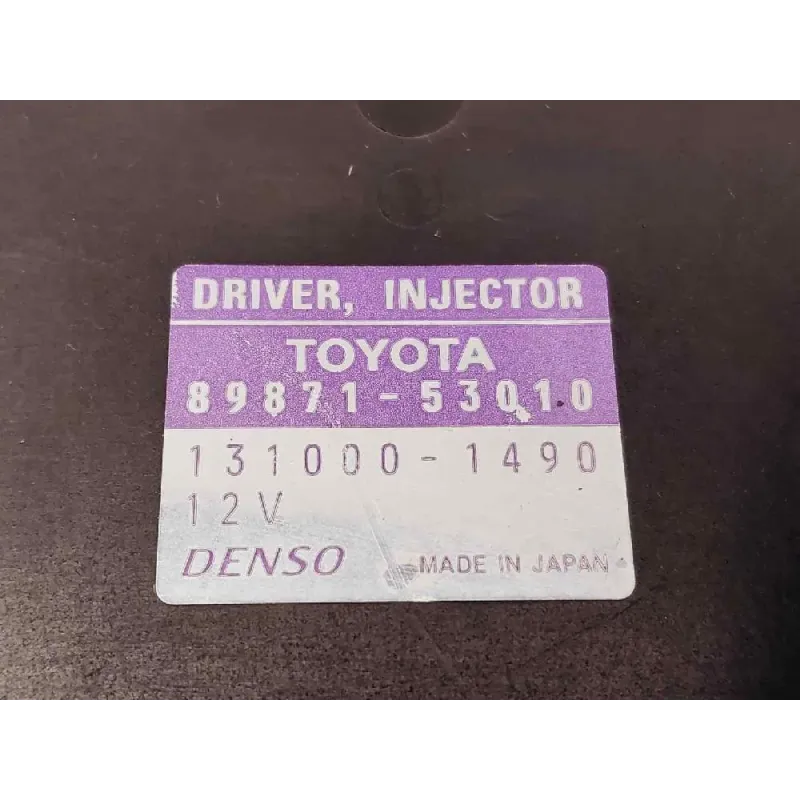 DRIVER, INJECTOR
TOYOTA
89871-53010
131000-1490
12V
DENSO MADE IN JAPAN